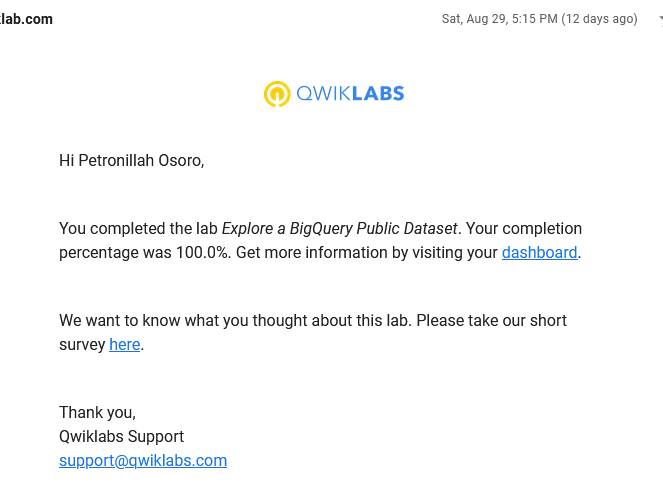 lab.com
Sat, Aug 29, 5:15 PM (12 days ago)
QWIKLABS
Hi Petronillah Osoro,
You completed the lab Explore a BigQuery Public Dataset. Your completion
percentage was 100.0%. Get more information by visiting your dashboard.
We want to know what you thought about this lab. Please take our short
survey here.
Thank you,
Qwiklabs Support
support@qwiklabs.com